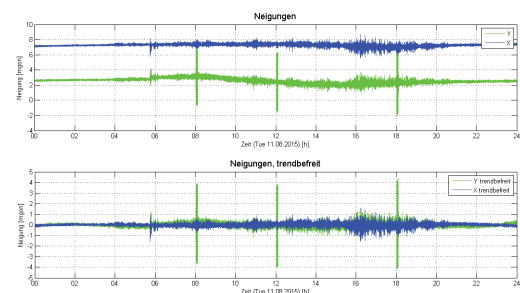 Neigungen
Neigung [mgon]
10
8
6
4
2
0
-2
-4
Y
X
00 02 04 06 08 10 12 14 16 18 20 22 24
Zeit (Tue 11.08.2015) [h]
Neigungen, trendbefreit
Neigung [mgon]
5
4
3
2
1
0
-1
-2
-3
-4
-5
Y trendbefreit
X trendbefreit
00 02 04 06 08 10 12 14 16 18 20 22 24
Zeit (Tue 11.08.2015) [h]